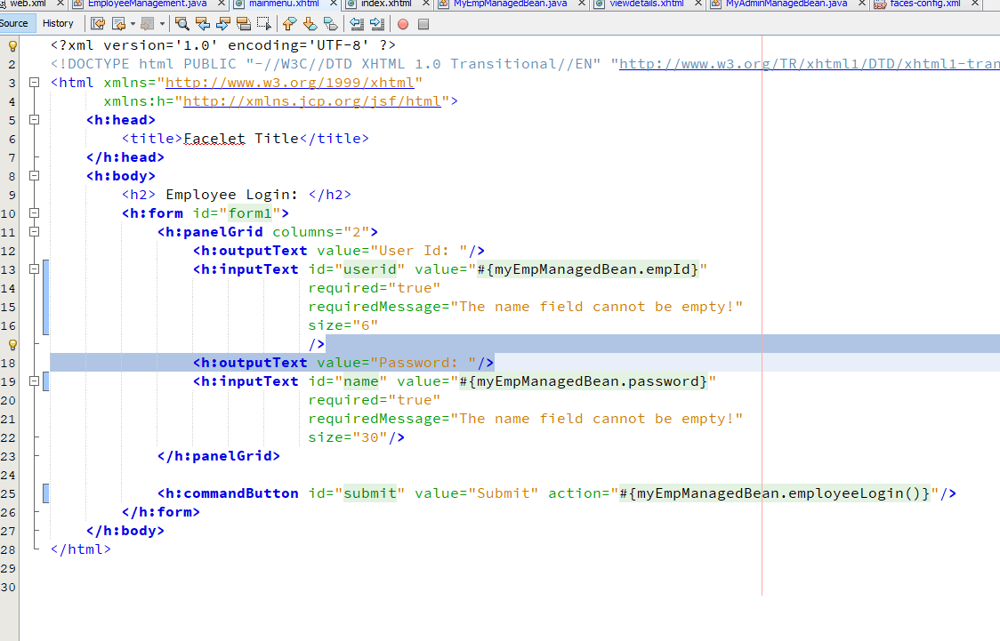 web.xml EmployeeManagement.java mainmenu.xhtml index.xhtml MyEmpManagedBean.java viewdetails.xhtml MyAdminManagedBean.java faces-config.xml
Source History
<?xml version='1.0' encoding='UTF-8' ?>
2 <!DOCTYPE html PUBLIC "-//W3C//DTD XHTML 1.0 Transitional//EN" "http://www.w3.org/TR/xhtml1/DTD/xhtml1-tran
3 <html xmlns="http://www.w3.org/1999/xhtml"
4 xmlns:h="http://xmlns.jcp.org/jsf/html">
5 <h:head>
6 <title>Facelet Title</title>
7 </h:head>
8 <h:body>
9 <h2> Employee Login: </h2>
10 <h:form id="form1">
11 <h:panelGrid columns="2">
12 <h:outputText value="User Id: "/>
13 <h:inputText id="userid" value="#{myEmpManagedBean.empId}"
14 required="true"
15 requiredMessage="The name field cannot be empty!"
16 size="6"
/>
18 <h:outputText value="Password: "/>
19 <h:inputText id="name" value="#{myEmpManagedBean.password}"
20 required="true"
21 requiredMessage="The name field cannot be empty!"
22 size="30"/>
23 </h:panelGrid>
24
25 <h:commandButton id="submit" value="Submit" action="#{myEmpManagedBean.employeeLogin()}"/>
26 </h:form>
27 </h:body>
28 </html>
29
30